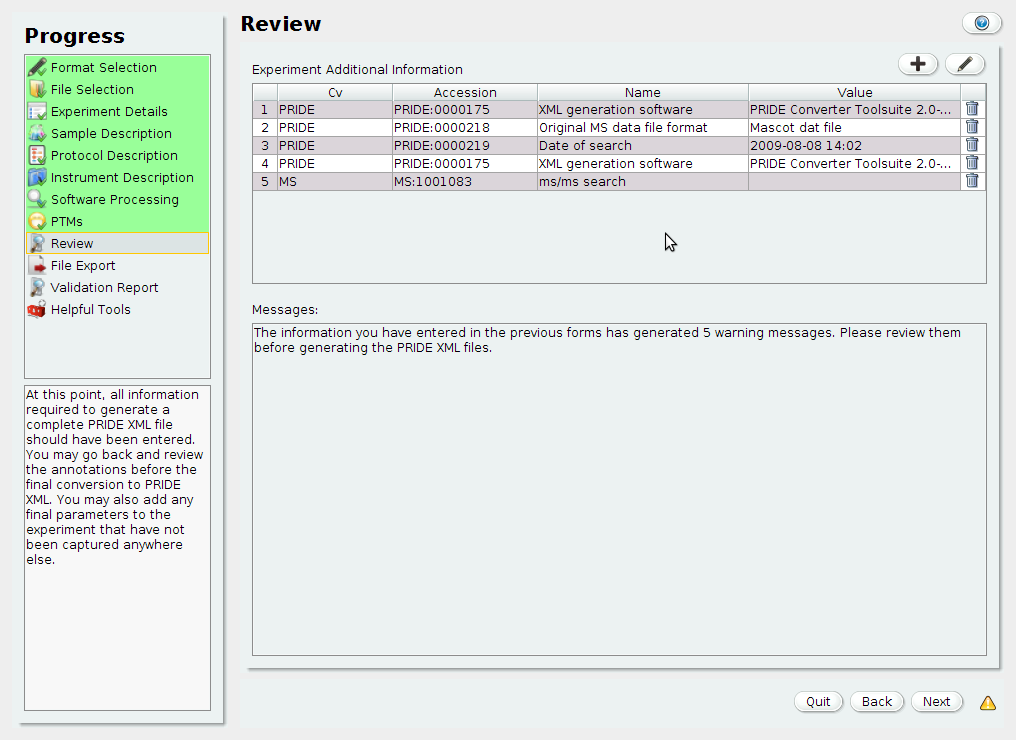 Progress
Format Selection
File Selection
Experiment Details
Sample Description
Protocol Description
Instrument Description
Software Processing
PTMs
Review
File Export
Validation Report
Helpful Tools
At this point, all information
required to generate a
complete PRIDE XML file
should have been entered.
You may go back and review
the annotations before the
final conversion to PRIDE
XML. You may also add any
final parameters to the
experiment that have not
been captured anywhere
else.
Review
Experiment Additional Information
Cv Accession Name Value
1 PRIDE PRIDE:0000175 XML generation software PRIDE Converter Toolsuite 2.0-...
2 PRIDE PRIDE:0000218 Original MS data file format Mascot dat file
3 PRIDE PRIDE:0000219 Date of search 2009-08-08 14:02
4 PRIDE PRIDE:0000175 XML generation software PRIDE Converter Toolsuite 2.0-...
5 MS MS:1001083 ms/ms search
Messages:
The information you have entered in the previous forms has generated 5 warning messages. Please review them
before generating the PRIDE XML files.
Quit Back Next